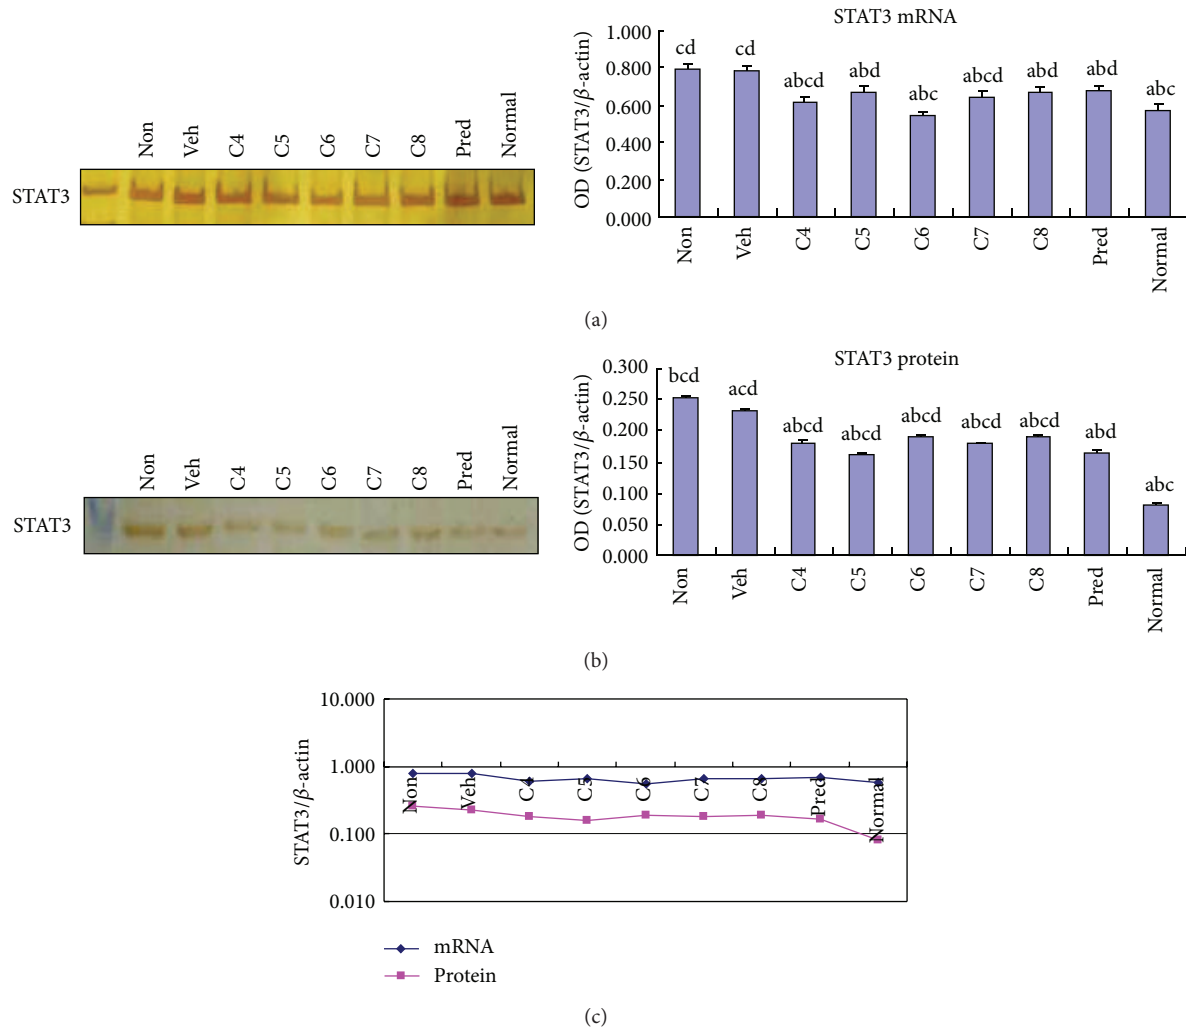 Non Veh C4 C5 C6 C7 C8 Pred Normal
STAT3
STAT3 mRNA
OD (STAT3/β-actin)
1.000
0.800
0.600
0.400
0.200
0.000
cd cd abcd abd abc abcd abd abd abc
Non Veh C4 C5 C6 C7 C8 Pred Normal
(a)
Non Veh C4 C5 C6 C7 C8 Pred Normal
STAT3
STAT3 protein
OD (STAT3/β-actin)
0.300
0.250
0.200
0.150
0.100
0.050
0.000
bcd acd abcd abcd abcd abcd abcd abd abc
Non Veh C4 C5 C6 C7 C8 Pred Normal
(b)
STAT3/β-actin
10.000
1.000
0.100
0.010
Non Veh C4 C5 C6 C7 C8 Pred Normal
mRNA
Protein
(c)